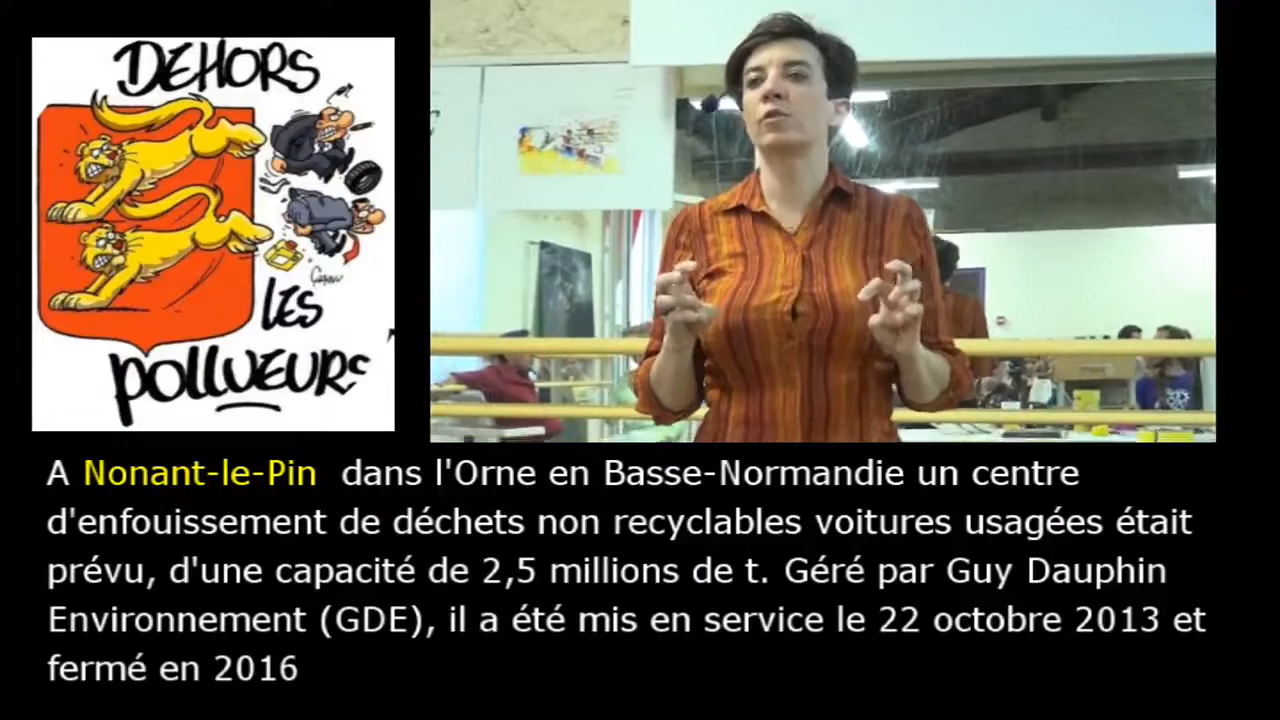 DEHORS
LES
POLLUEURS
A Nonant-le-Pin dans l'Orne en Basse-Normandie un centre
d'enfouissement de déchets non recyclables voitures usagées était
prévu, d'une capacité de 2,5 millions de t. Géré par Guy Dauphin
Environnement (GDE), il a été mis en service le 22 octobre 2013 et
fermé en 2016